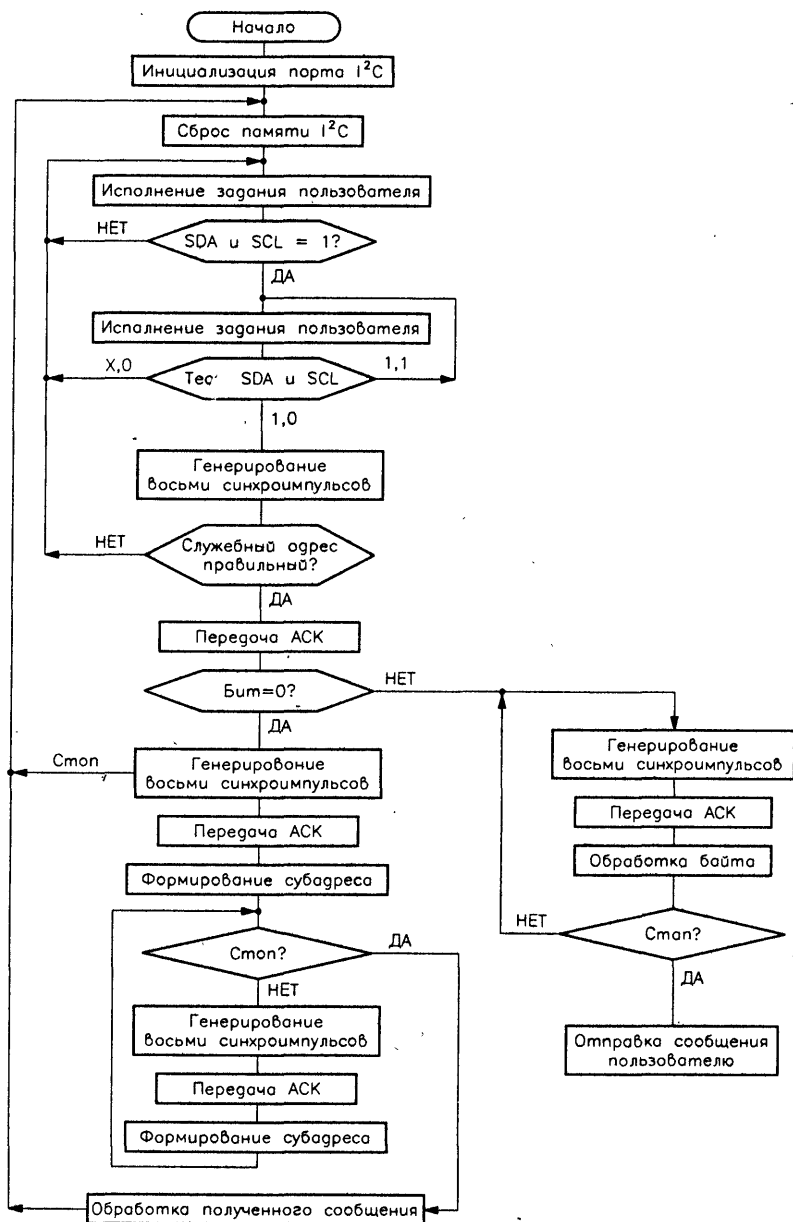 Начало
Инициализация порта I²C
Сброс памяти I²C
Исполнение задания пользователя
НЕТ
SDA и SCL = 1?
ДА
Испалнение задания пользователя
X,0
Тес SDA и SCL
1,1
1,0
Генерирование
восьми синхроимпульсов
НЕТ
Служебный адрес
правильный?
ДА
Передача АСК
Бит=0?
НЕТ
ДА
Стоп
Генерирование
восьми синхроимпульсов
Передача АСК
Формирование субадреса
Стоп?
ДА
НЕТ
Генерирование
восьми синхроимпульсов
Передача АСК
Формирование субадреса
Обработка полученного сообщения
Генерирование
восьми синхроимпульсов
Передача АСК
Обработка байта
НЕТ
Стап?
ДА
Отправка сообщения
пользователю